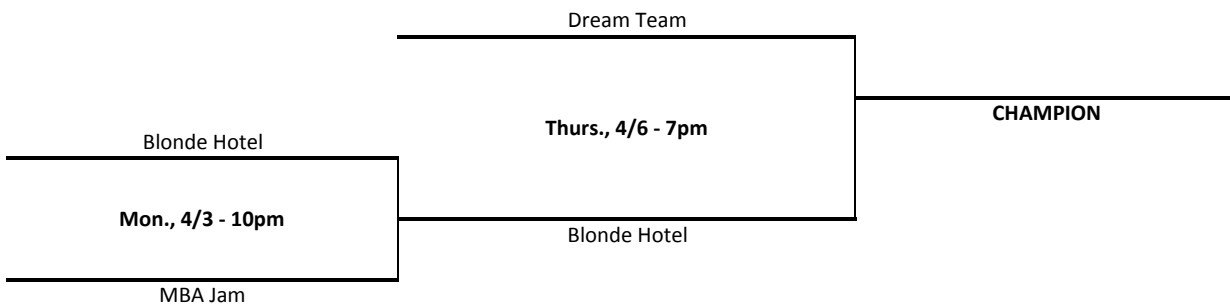 Dream Team
CHAMPION
Thurs., 4/6 - 7pm
Blonde Hotel
Mon., 4/3 - 10pm
Blonde Hotel
MBA Jam